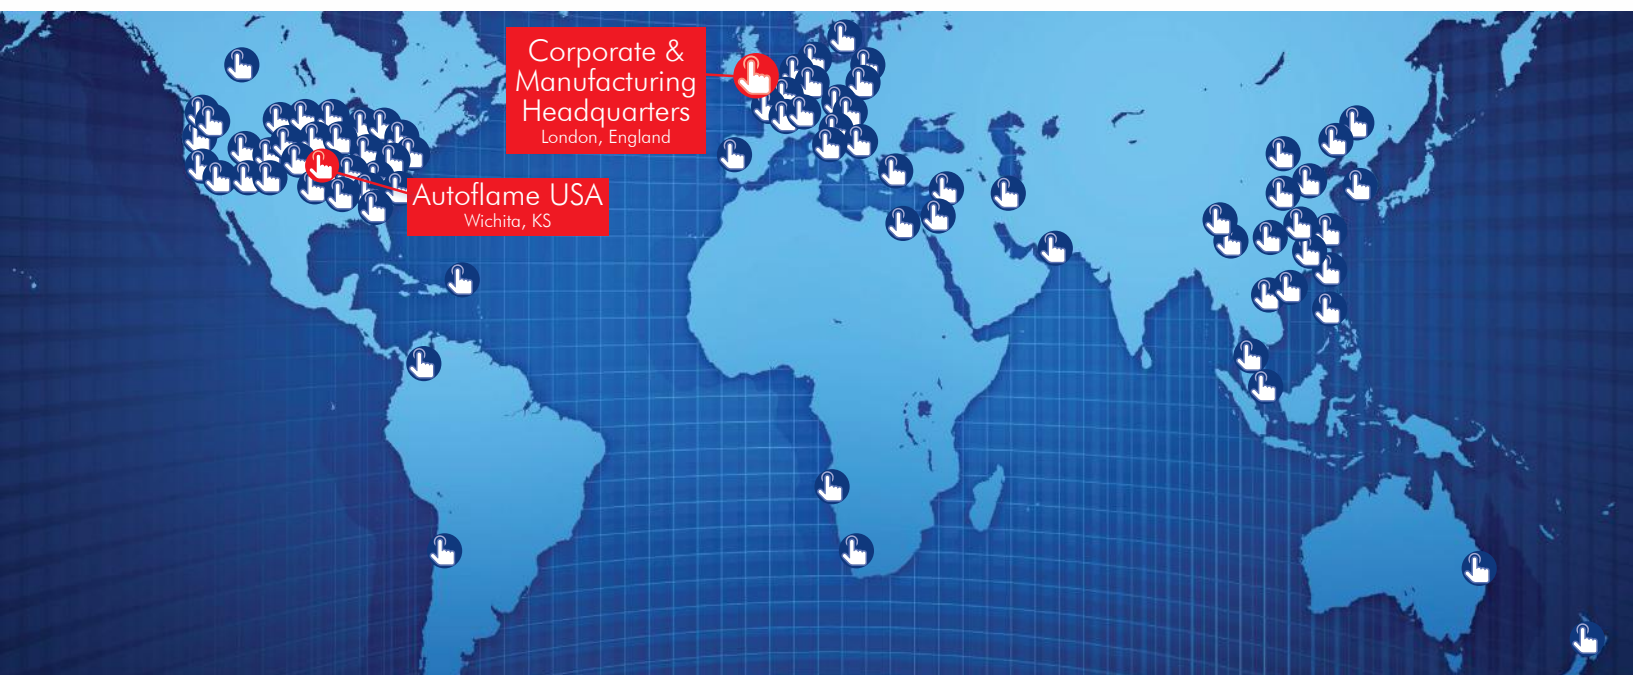 Corporate &
Manufacturing
Headquarters
London, England
Autoflame USA
Wichita, KS